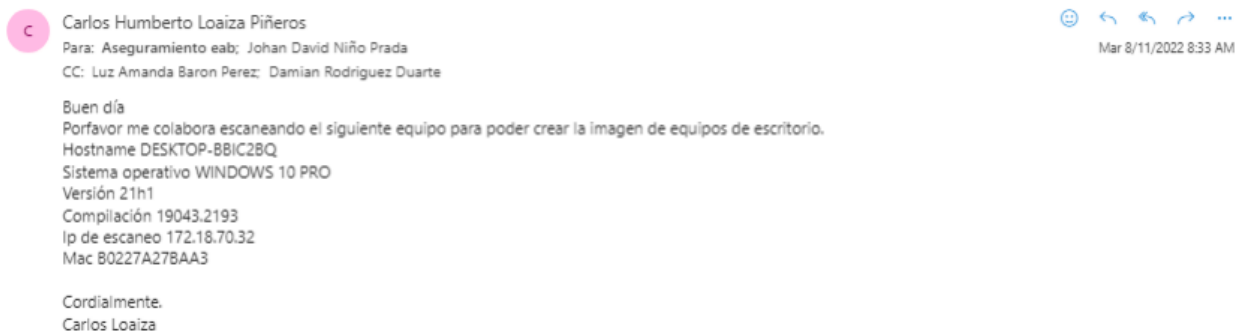 C
Carlos Humberto Loaiza Piñeros
Para: Aseguramiento eab; Johan David Niño Prada
Mar 8/11/2022 8:33 AM
CC: Luz Amanda Baron Perez; Damian Rodriguez Duarte
Buen día
Porfavor me colabora escaneando el siguiente equipo para poder crear la imagen de equipos de escritorio.
Hostname DESKTOP-BBIC2BQ
Sistema operativo WINDOWS 10 PRO
Versión 21h1
Compilación 19043.2193
Ip de escaneo 172.18.70.32
Mac B0227A27BAA3
Cordialmente.
Carlos Loaiza